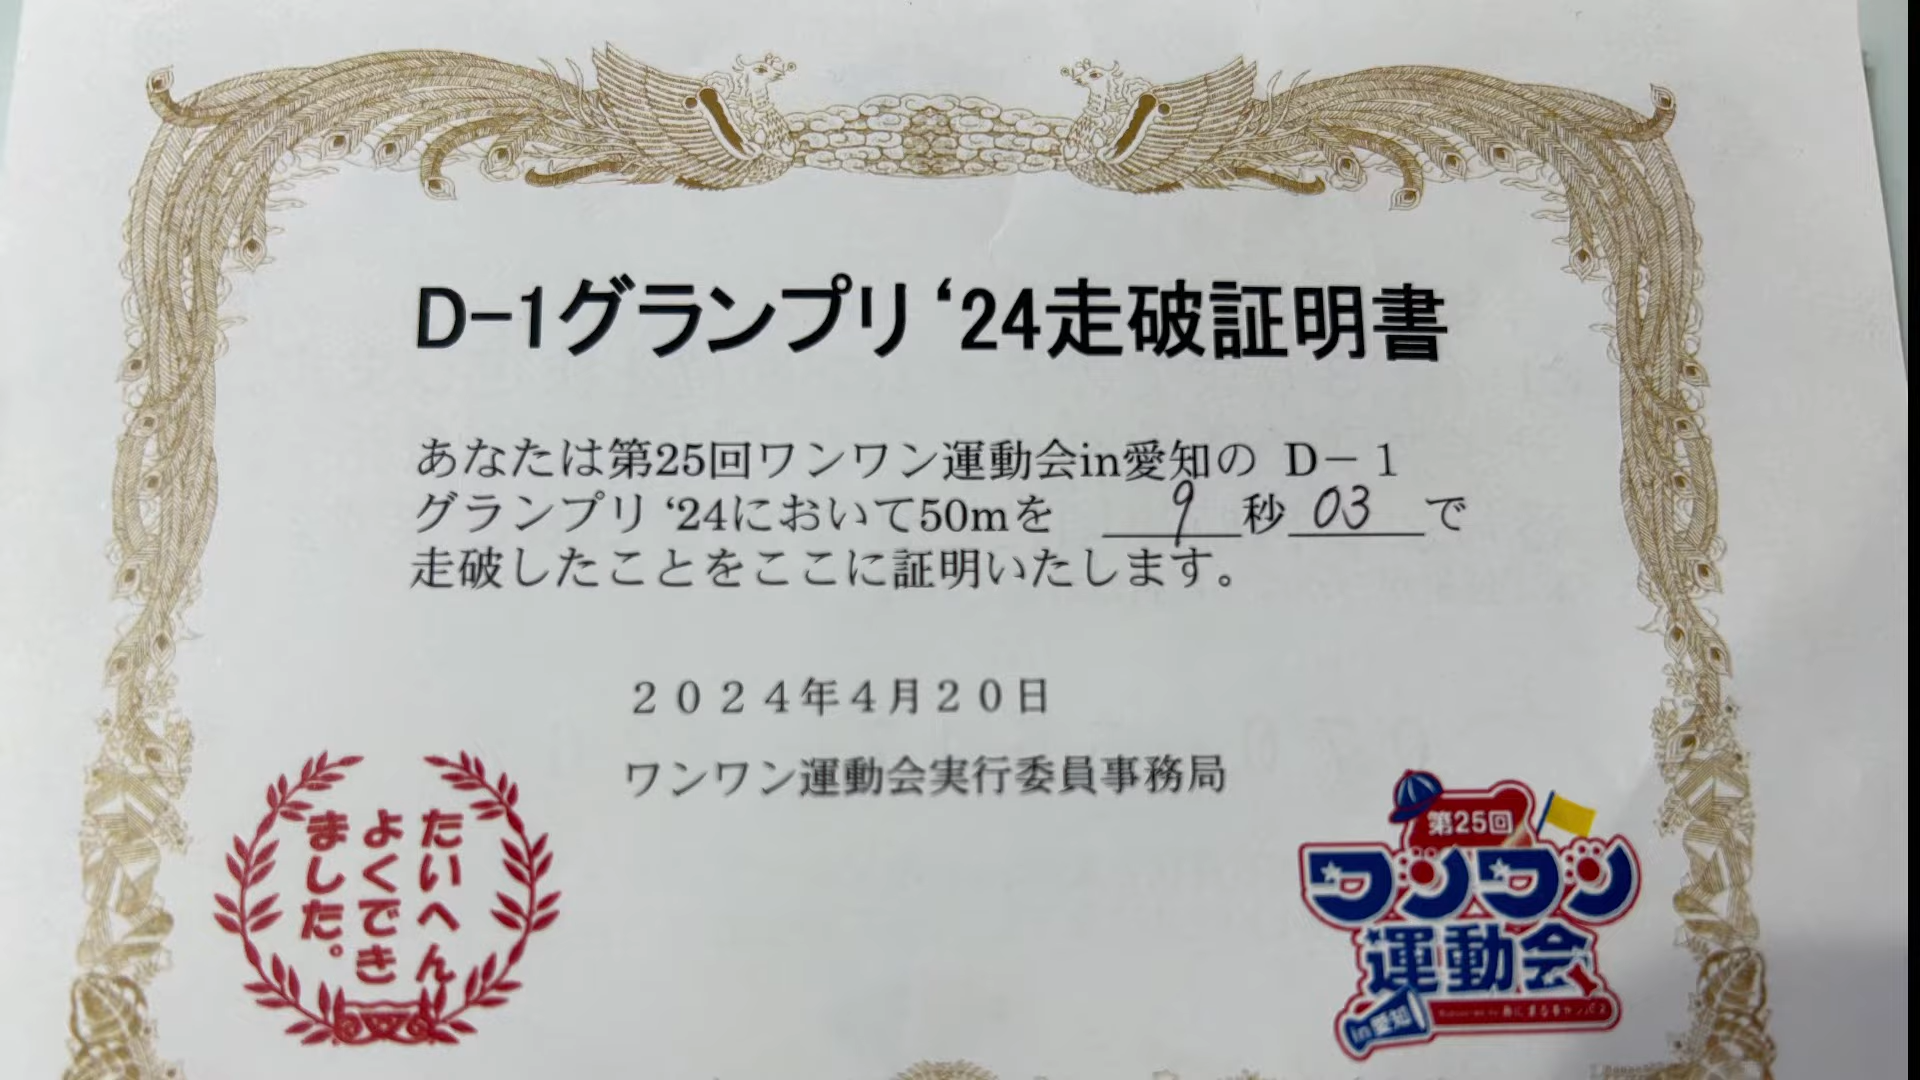 D-1グランプリ‘24走破証明書
あなたは第25回ワンワン運動会in愛知の D－1
グランプリ ‘24において50mを 9 秒 03 で
走破したことをここに証明いたします。
２０２４年４月２０日
ワンワン運動会実行委員事務局
たいへん
よくでき
ました。
第25回
ワンワン
運動会
in愛知